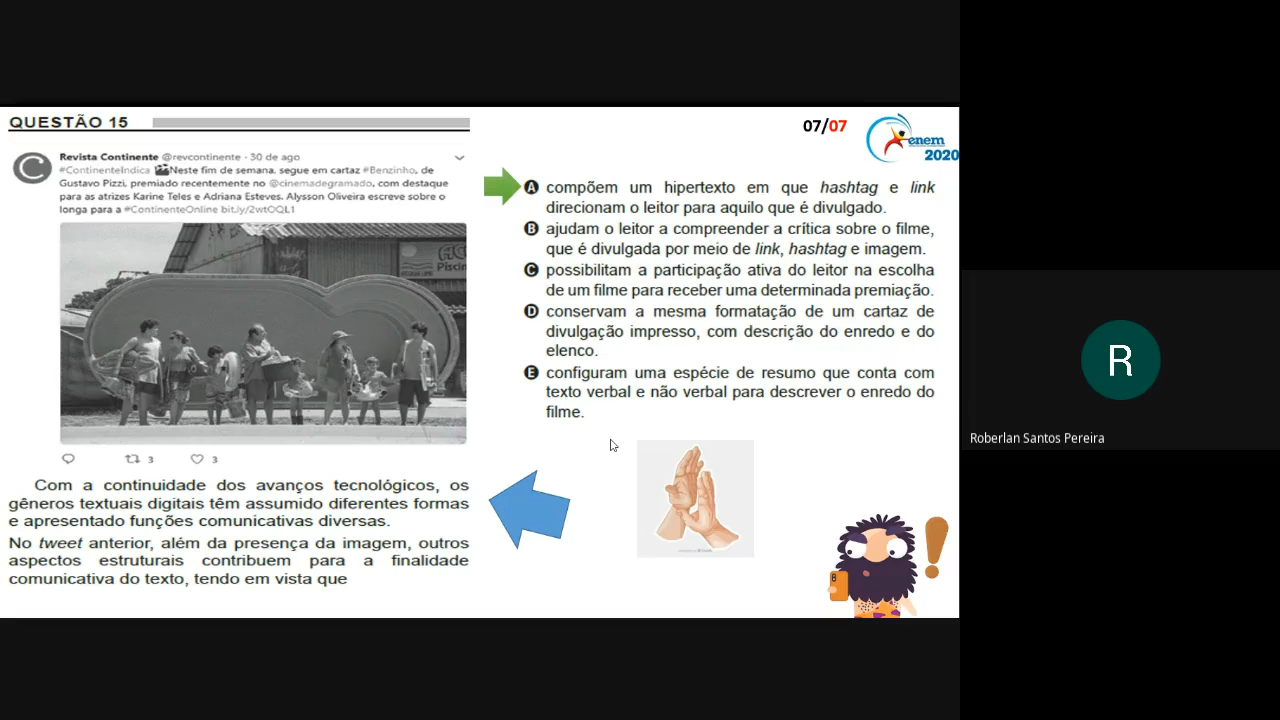 QUESTÃO 15
Revista Continente @revcontinente · 30 de ago
#ContinenteIndica Neste fim de semana, segue em cartaz #Benzinho, de
Gustavo Pizzi, premiado recentemente no @cinemadegramado, com destaque
para as atrizes Karine Teles e Adriana Esteves. Alysson Oliveira escreve sobre o
longa para a #ContinenteOnline bit.ly/2wtOQL1
Piscin
3
3
Com a continuidade dos avanços tecnológicos, os
gêneros textuais digitais têm assumido diferentes formas
e apresentado funções comunicativas diversas.
No tweet anterior, além da presença da imagem, outros
aspectos estruturais contribuem para a finalidade
comunicativa do texto, tendo em vista que
07/07
enem
2020
A compõem um hipertexto em que hashtag e link
direcionam o leitor para aquilo que é divulgado.
B ajudam o leitor a compreender a crítica sobre o filme,
que é divulgada por meio de link, hashtag e imagem.
C possibilitam a participação ativa do leitor na escolha
de um filme para receber uma determinada premiação.
D conservam a mesma formatação de um cartaz de
divulgação impresso, com descrição do enredo e do
elenco.
E configuram uma espécie de resumo que conta com
texto verbal e não verbal para descrever o enredo do
filme.
R
Roberlan Santos Pereira